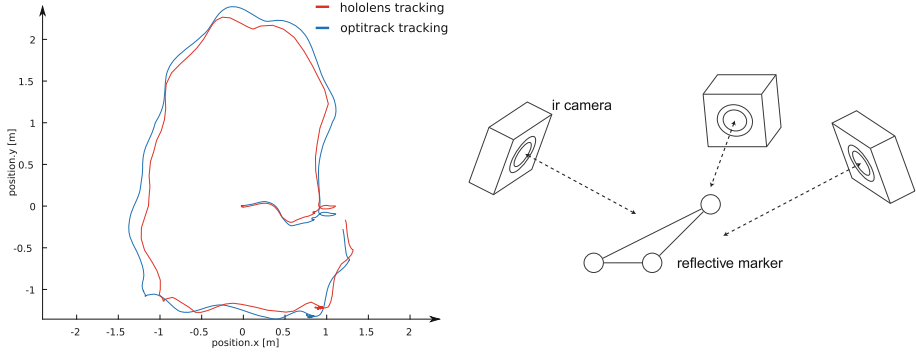 hololens tracking
optitrack tracking
2
1.5
1
0.5
0
-0.5
-1
position.y [m]
-2
-1.5
-1
-0.5
0
0.5
1
1.5
2
position.x [m]
ir camera
reflective marker